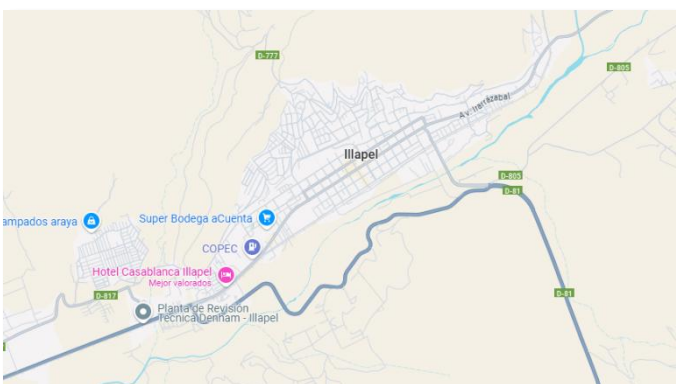 D-777
D-805
Av. Irarrázabal
Illapel
D-805
D-81
Super Bodega aCuenta
ampados araya
COPEC
Hotel Casablanca Illapel
Mejor valorados
D-817
D-81
Planta de Revisión
Técnica Denham - Illapel